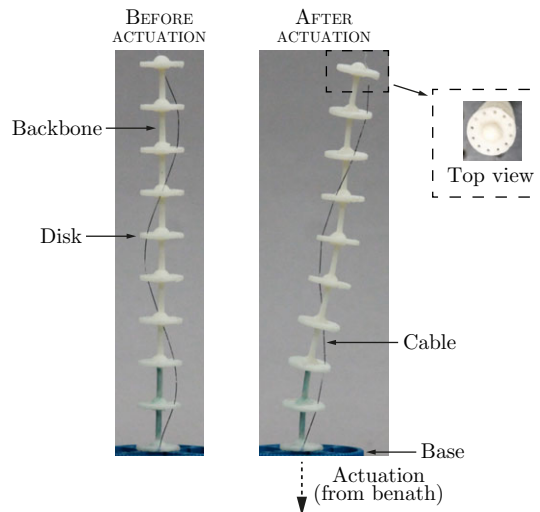 BEFORE
ACTUATION
AFTER
ACTUATION
Backbone
Top view
Disk
Cable
Base
Actuation
(from benath)